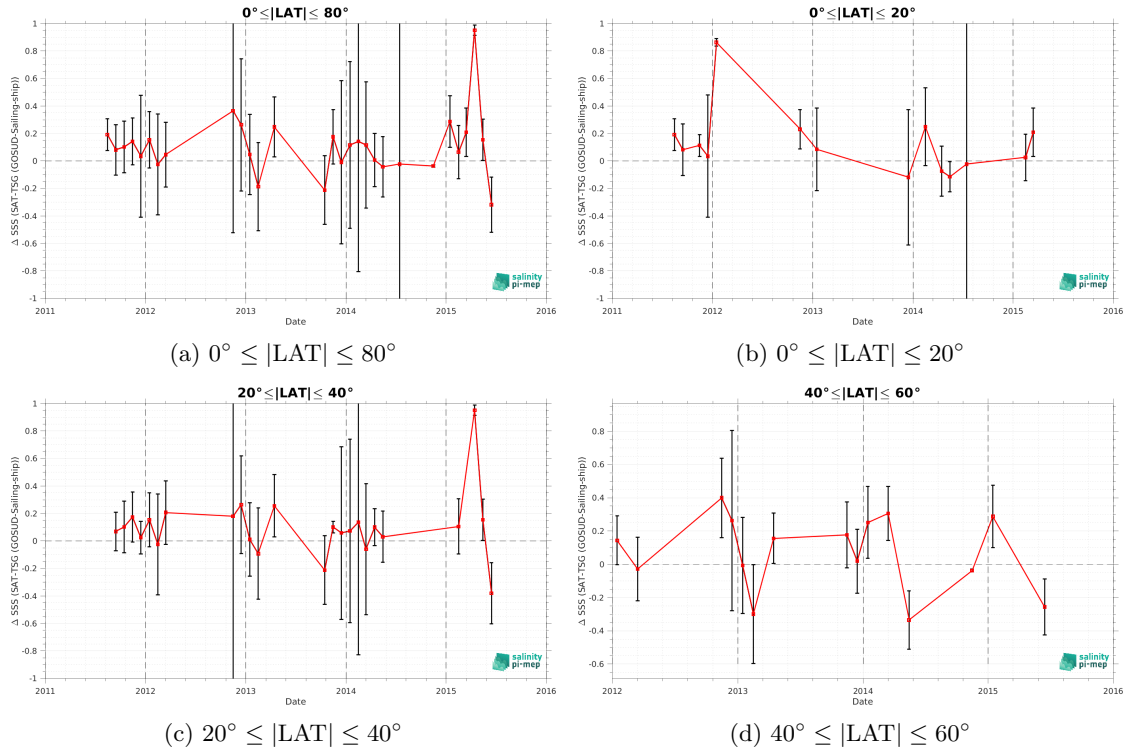 0°≤|LAT|≤ 80°
Δ SSS (SAT-TSG (GOSUD-Sailing-ship))
1
0.8
0.6
0.4
0.2
0
-0.2
-0.4
-0.6
-0.8
-1
2011 2012 2013 2014 2015 2016
Date
salinity
pi-mep
(a) 0° ≤ |LAT| ≤ 80°
0°≤|LAT|≤ 20°
Δ SSS (SAT-TSG (GOSUD-Sailing-ship))
1
0.8
0.6
0.4
0.2
0
-0.2
-0.4
-0.6
-0.8
-1
2011 2012 2013 2014 2015 2016
Date
salinity
pi-mep
(b) 0° ≤ |LAT| ≤ 20°
20°≤|LAT|≤ 40°
Δ SSS (SAT-TSG (GOSUD-Sailing-ship))
1
0.8
0.6
0.4
0.2
0
-0.2
-0.4
-0.6
-0.8
-1
2011 2012 2013 2014 2015 2016
Date
salinity
pi-mep
(c) 20° ≤ |LAT| ≤ 40°
40°≤|LAT|≤ 60°
Δ SSS (SAT-TSG (GOSUD-Sailing-ship))
0.8
0.6
0.4
0.2
0
-0.2
-0.4
-0.6
2012 2013 2014 2015 2016
Date
salinity
pi-mep
(d) 40° ≤ |LAT| ≤ 60°